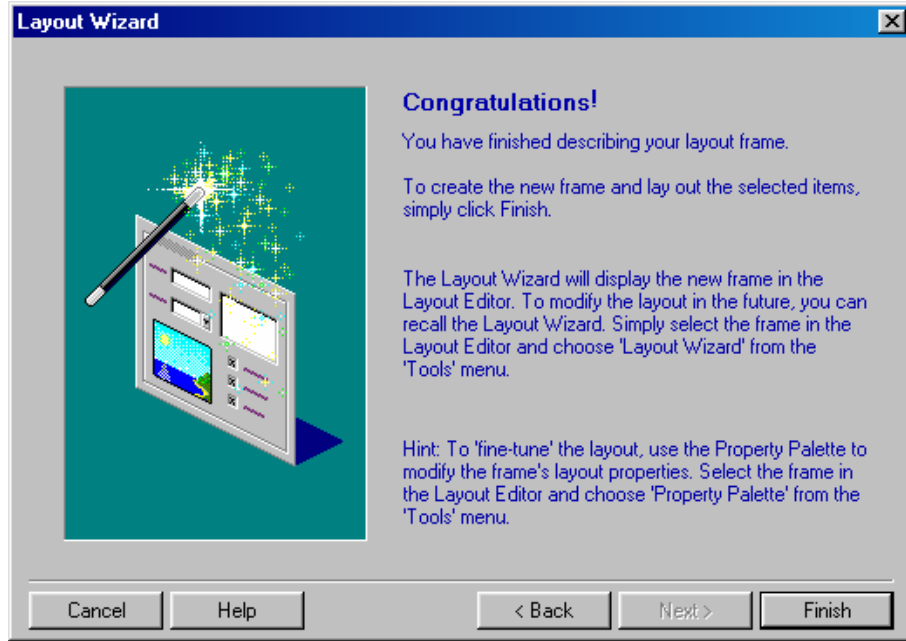 Layout Wizard
Congratulations!
You have finished describing your layout frame.
To create the new frame and lay out the selected items,
simply click Finish.
The Layout Wizard will display the new frame in the
Layout Editor. To modify the layout in the future, you can
recall the Layout Wizard. Simply select the frame in the
Layout Editor and choose 'Layout Wizard' from the
'Tools' menu.
Hint: To 'fine-tune' the layout, use the Property Palette to
modify the frame's layout properties. Select the frame in
the Layout Editor and choose 'Property Palette' from the
'Tools' menu.
Cancel Help < Back Next > Finish